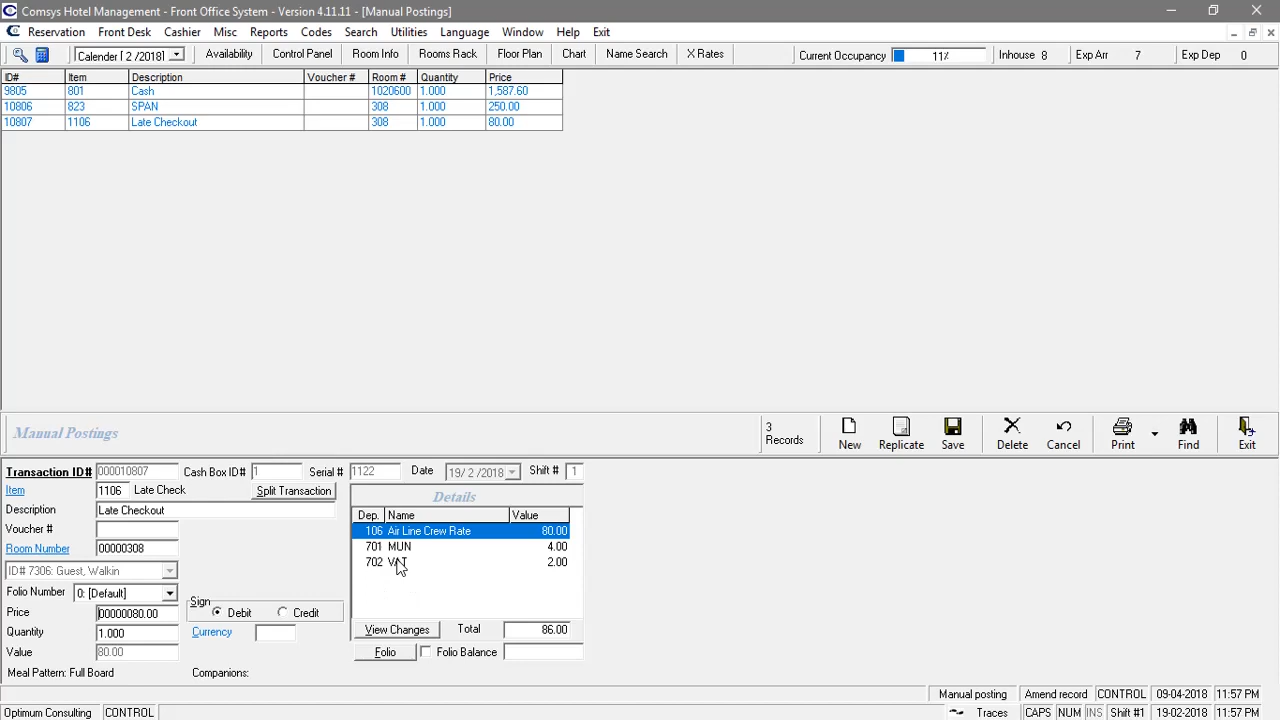 Comsys Hotel Management - Front Office System - Version 4.11.11 - [Manual Postings]
Reservation Front Desk Cashier Misc Reports Codes Search Utilities Language Window Help Exit
Calender [ 2 /2018] Availability Control Panel Room Info Rooms Rack Floor Plan Chart Name Search X Rates Current Occupancy 11% Inhouse 8 Exp Arr 7 Exp Dep 0
ID# Item Description Voucher # Room # Quantity Price
9805 801 Cash 1020600 1.000 1,587.60
10806 823 SPAN 308 1.000 250.00
10807 1106 Late Checkout 308 1.000 80.00
Manual Postings 3 Records New Replicate Save Delete Cancel Print Find Exit
Transaction ID# 000010807 Cash Box ID# 1 Serial # 1122 Date 19/ 2 /2018 Shift # 1
Item 1106 Late Check Split Transaction
Description Late Checkout
Voucher #
Room Number 00000308
ID# 7306: Guest, Walkin
Folio Number 0: [Default]
Price 00000080.00 Sign Debit Credit
Quantity 1.000 Currency
Value 80.00
Meal Pattern: Full Board Companions:
Details
Dep. Name Value
106 Air Line Crew Rate 80.00
701 MUN 4.00
702 VAT 2.00
View Changes Total 86.00
Folio Folio Balance
Manual posting Amend record CONTROL 09-04-2018 11:57 PM
Optimum Consulting CONTROL Traces CAPS NUM INS Shift #1 19-02-2018 11:57 PM